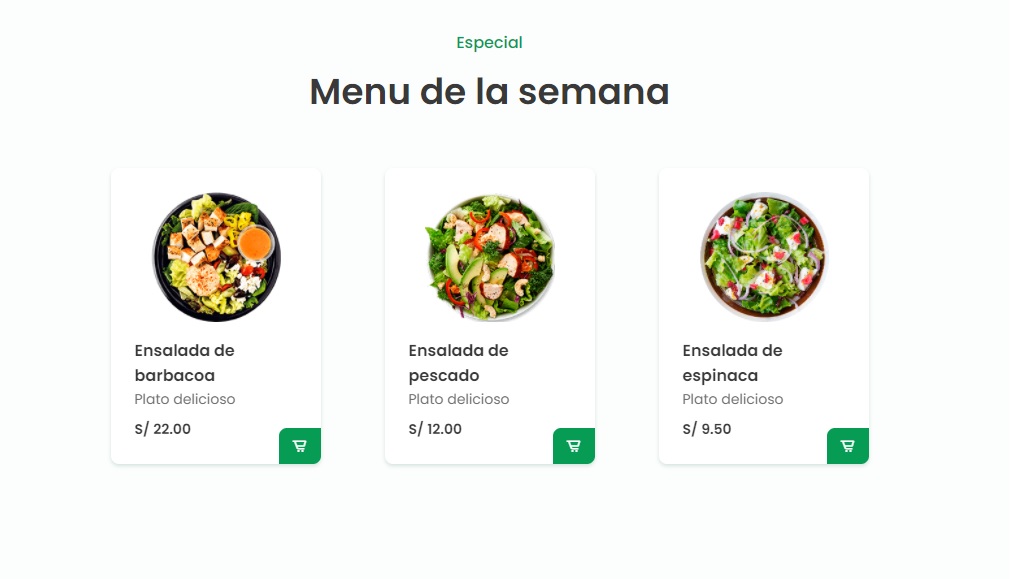 Especial
Menu de la semana
Ensalada de
barbacoa
Plato delicioso
S/ 22.00
Ensalada de
pescado
Plato delicioso
S/ 12.00
Ensalada de
espinaca
Plato delicioso
S/ 9.50